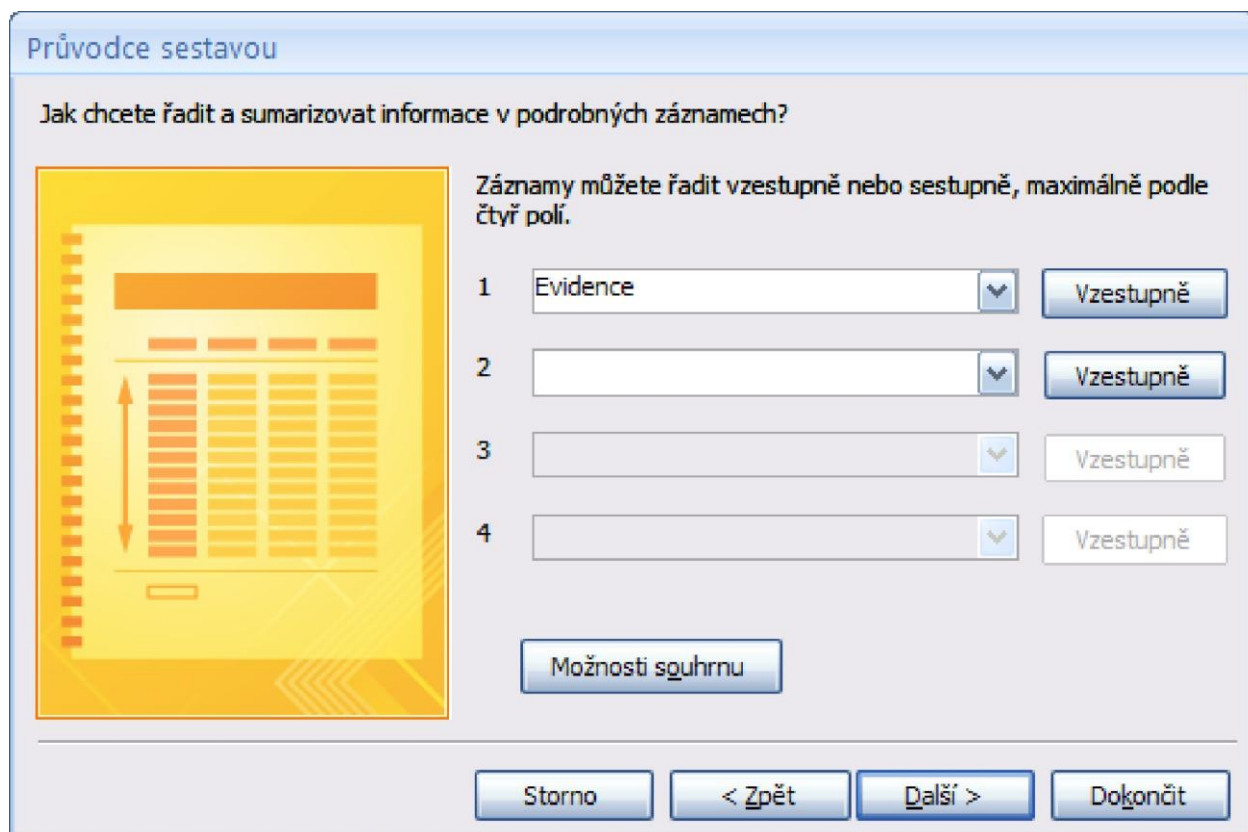 Průvodce sestavou
Jak chcete řadit a sumarizovat informace v podrobných záznamech?
Záznamy můžete řadit vzestupně nebo sestupně, maximálně podle
čtyř polí.
1 Evidence Vzestupně
2 Vzestupně
3 Vzestupně
4 Vzestupně
Možnosti souhrnu
Storno < Zpět Další > Dokončit